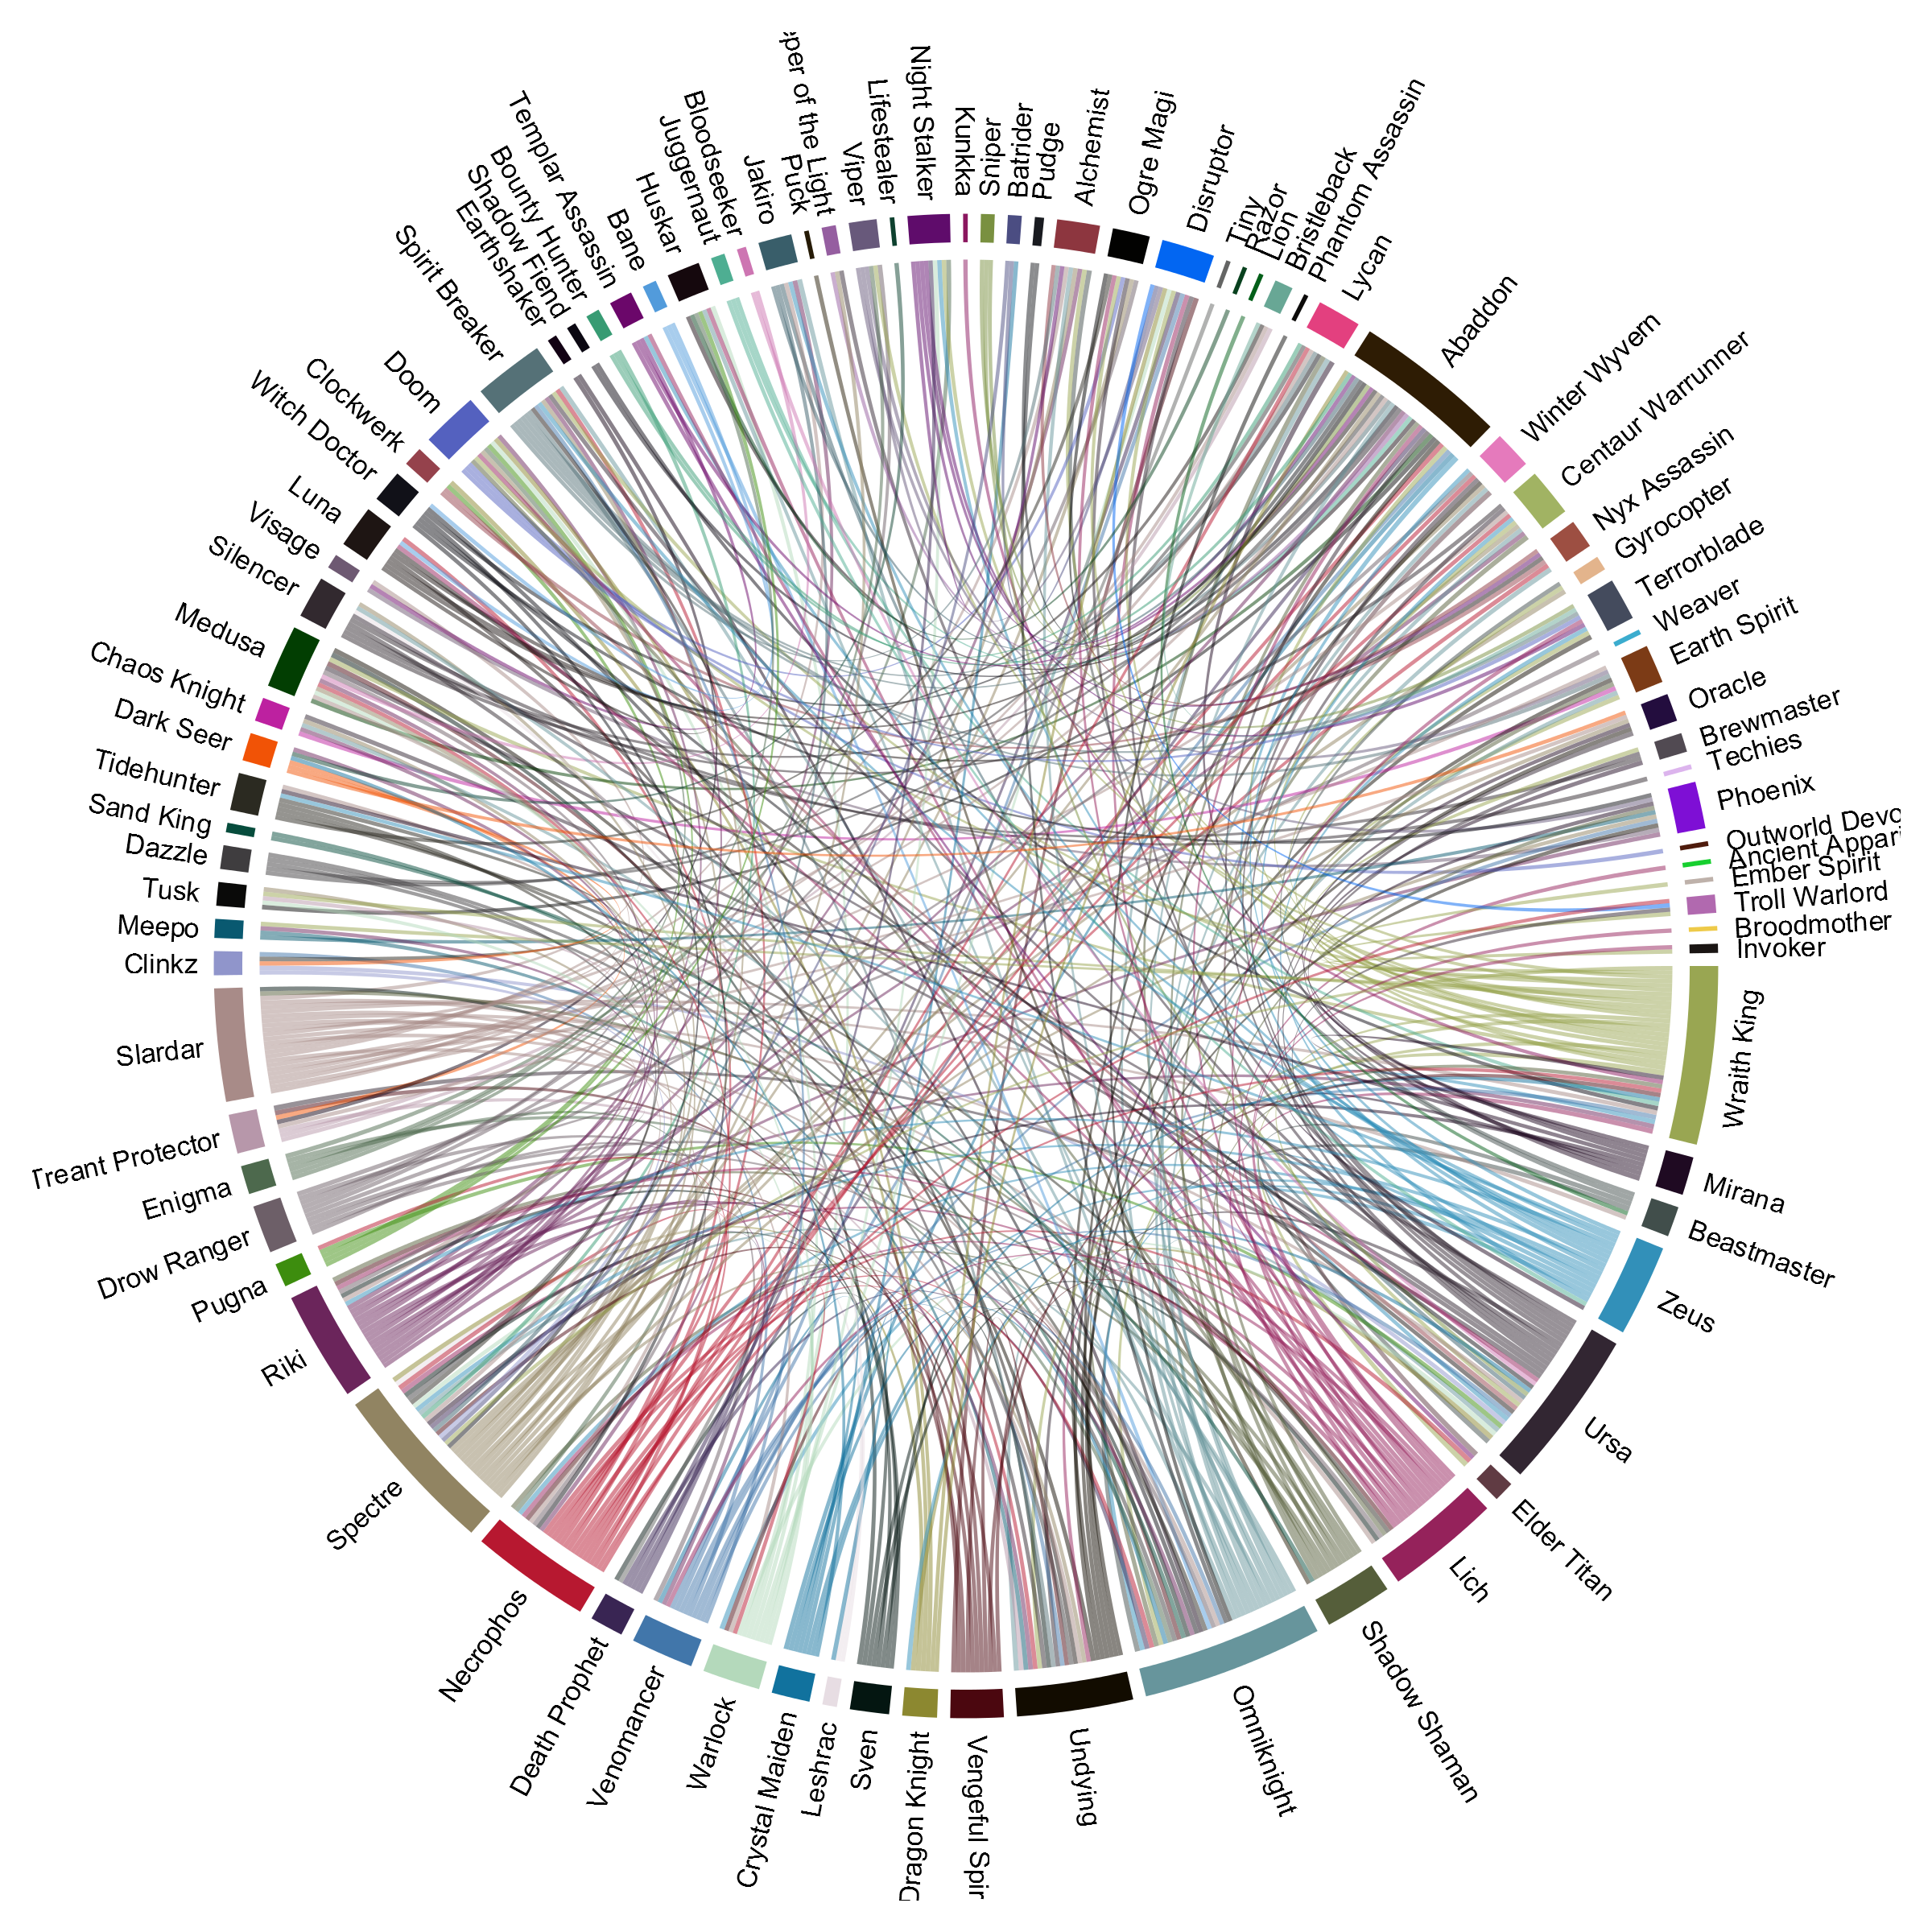 Wraith King
Mirana
Beastmaster
Zeus
Ursa
Elder Titan
Lich
Shadow Shaman
Omniknight
Undying
Vengeful Spir
Dragon Knight
Sven
Leshrac
Crystal Maiden
Warlock
Venomancer
Death Prophet
Necrophos
Spectre
Riki
Pugna
Drow Ranger
Enigma
Treant Protector
Slardar
Clinkz
Meepo
Tusk
Dazzle
Sand King
Tidehunter
Dark Seer
Chaos Knight
Medusa
Silencer
Visage
Luna
Witch Doctor
Clockwerk
Doom
Spirit Breaker
Earthshaker
Shadow Fiend
Bounty Hunter
Templar Assassin
Bane
Huskar
Juggernaut
Bloodseeker
Jakiro
Puck
per of the Light
Viper
Lifestealer
Night Stalker
Kunkka
Sniper
Batrider
Pudge
Alchemist
Ogre Magi
Disruptor
Tiny
Razor
Lion
Bristleback
Phantom Assassin
Lycan
Abaddon
Winter Wyvern
Centaur Warrunner
Nyx Assassin
Gyrocopter
Terrorblade
Weaver
Earth Spirit
Oracle
Brewmaster
Techies
Phoenix
Outworld Devo
Ancient Appari
Ember Spirit
Troll Warlord
Broodmother
Invoker